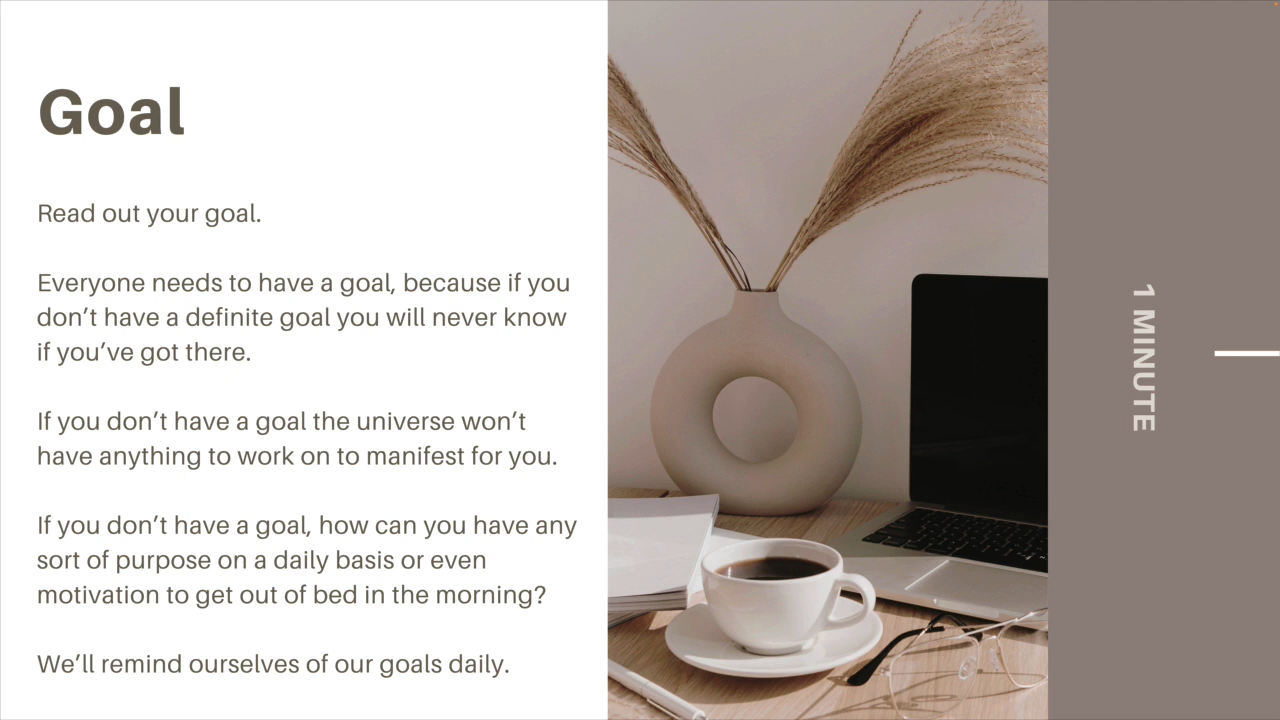 Goal
Read out your goal.
Everyone needs to have a goal, because if you
don’t have a definite goal you will never know
if you’ve got there.
If you don’t have a goal the universe won’t
have anything to work on to manifest for you.
If you don’t have a goal, how can you have any
sort of purpose on a daily basis or even
motivation to get out of bed in the morning?
We’ll remind ourselves of our goals daily.
1 MINUTE